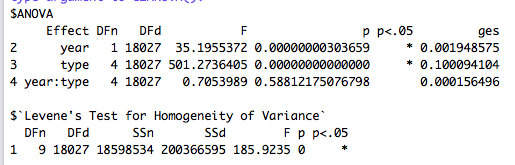 $ANOVA
Effect DFn DFd F p p<.05 ges
2 year 1 18027 35.1955372 0.00000000303659 * 0.001948575
3 type 4 18027 501.2736405 0.00000000000000 * 0.100094104
4 year:type 4 18027 0.7053989 0.58812175076798 0.000156496
$`Levene's Test for Homogeneity of Variance`
DFn DFd SSn SSd F p p<.05
1 9 18027 18598534 200366595 185.9235 0 *